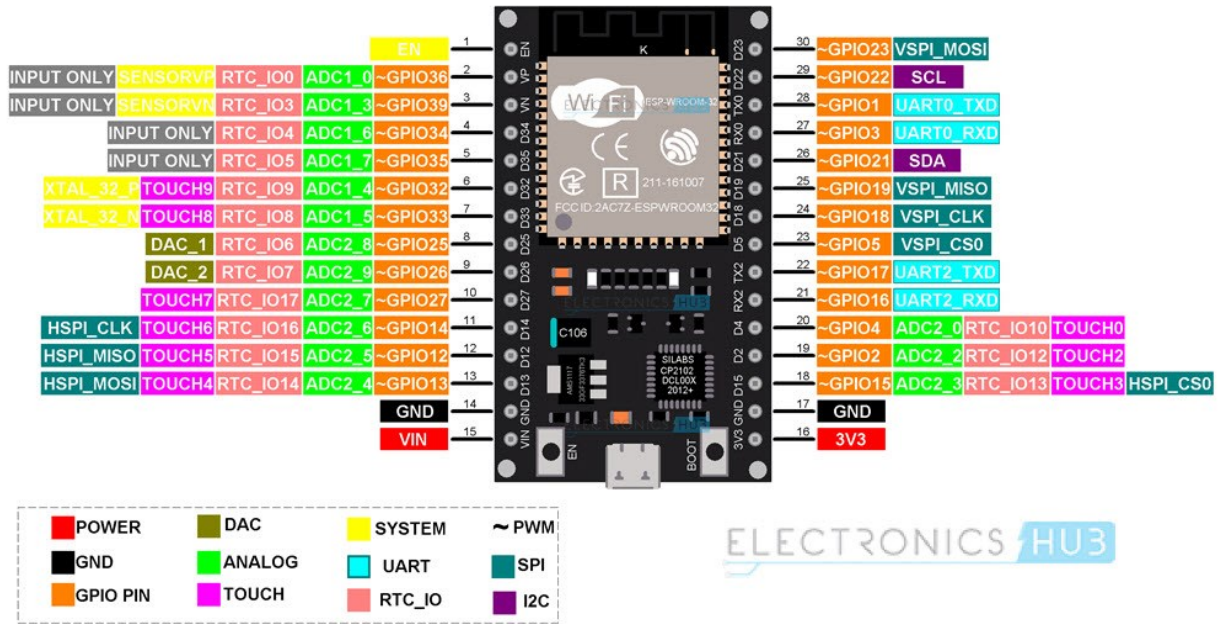 EN 1 EN K D23 30 ~GPIO23 VSPI_MOSI
INPUT ONLY SENSORVP RTC_IO0 ADC1_0 ~GPIO36 2 VP D22 29 ~GPIO22 SCL
INPUT ONLY SENSORVN RTC_IO3 ADC1_3 ~GPIO39 3 VN WiFi ESP-WROOM-32 TX0 28 ~GPIO1 UART0_TXD
INPUT ONLY RTC_IO4 ADC1_6 ~GPIO34 4 D34 CE RX0 27 ~GPIO3 UART0_RXD
INPUT ONLY RTC_IO5 ADC1_7 ~GPIO35 5 D35 D21 26 ~GPIO21 SDA
XTAL_32_P TOUCH9 RTC_IO9 ADC1_4 ~GPIO32 6 D32 R 211-161007 D19 25 ~GPIO19 VSPI_MISO
XTAL_32_N TOUCH8 RTC_IO8 ADC1_5 ~GPIO33 7 D33 FCC ID:2AC7Z-ESPWROOM32 D18 24 ~GPIO18 VSPI_CLK
DAC_1 RTC_IO6 ADC2_8 ~GPIO25 8 D25 D5 23 ~GPIO5 VSPI_CS0
DAC_2 RTC_IO7 ADC2_9 ~GPIO26 9 D26 TX2 22 ~GPIO17 UART2_TXD
TOUCH7 RTC_IO17 ADC2_7 ~GPIO27 10 D27 ELECTRONICS HUB RX2 21 ~GPIO16 UART2_RXD
HSPI_CLK TOUCH6 RTC_IO16 ADC2_6 ~GPIO14 11 D14 C106 D4 20 ~GPIO4 ADC2_0 RTC_IO10 TOUCH0
HSPI_MISO TOUCH5 RTC_IO15 ADC2_5 ~GPIO12 12 D12 SILABS CP2102 DCL00X 2012+ D2 19 ~GPIO2 ADC2_2 RTC_IO12 TOUCH2
HSPI_MOSI TOUCH4 RTC_IO14 ADC2_4 ~GPIO13 13 D13 AMS1117 D15 18 ~GPIO15 ADC2_3 RTC_IO13 TOUCH3 HSPI_CS0
GND 14 GND ELECTRONICS HUB GND 17 GND
VIN 15 VIN EN BOOT 3V3 16 3V3
POWER DAC SYSTEM ~ PWM
GND ANALOG UART SPI
GPIO PIN TOUCH RTC_IO I2C
ELECTRONICS HUB